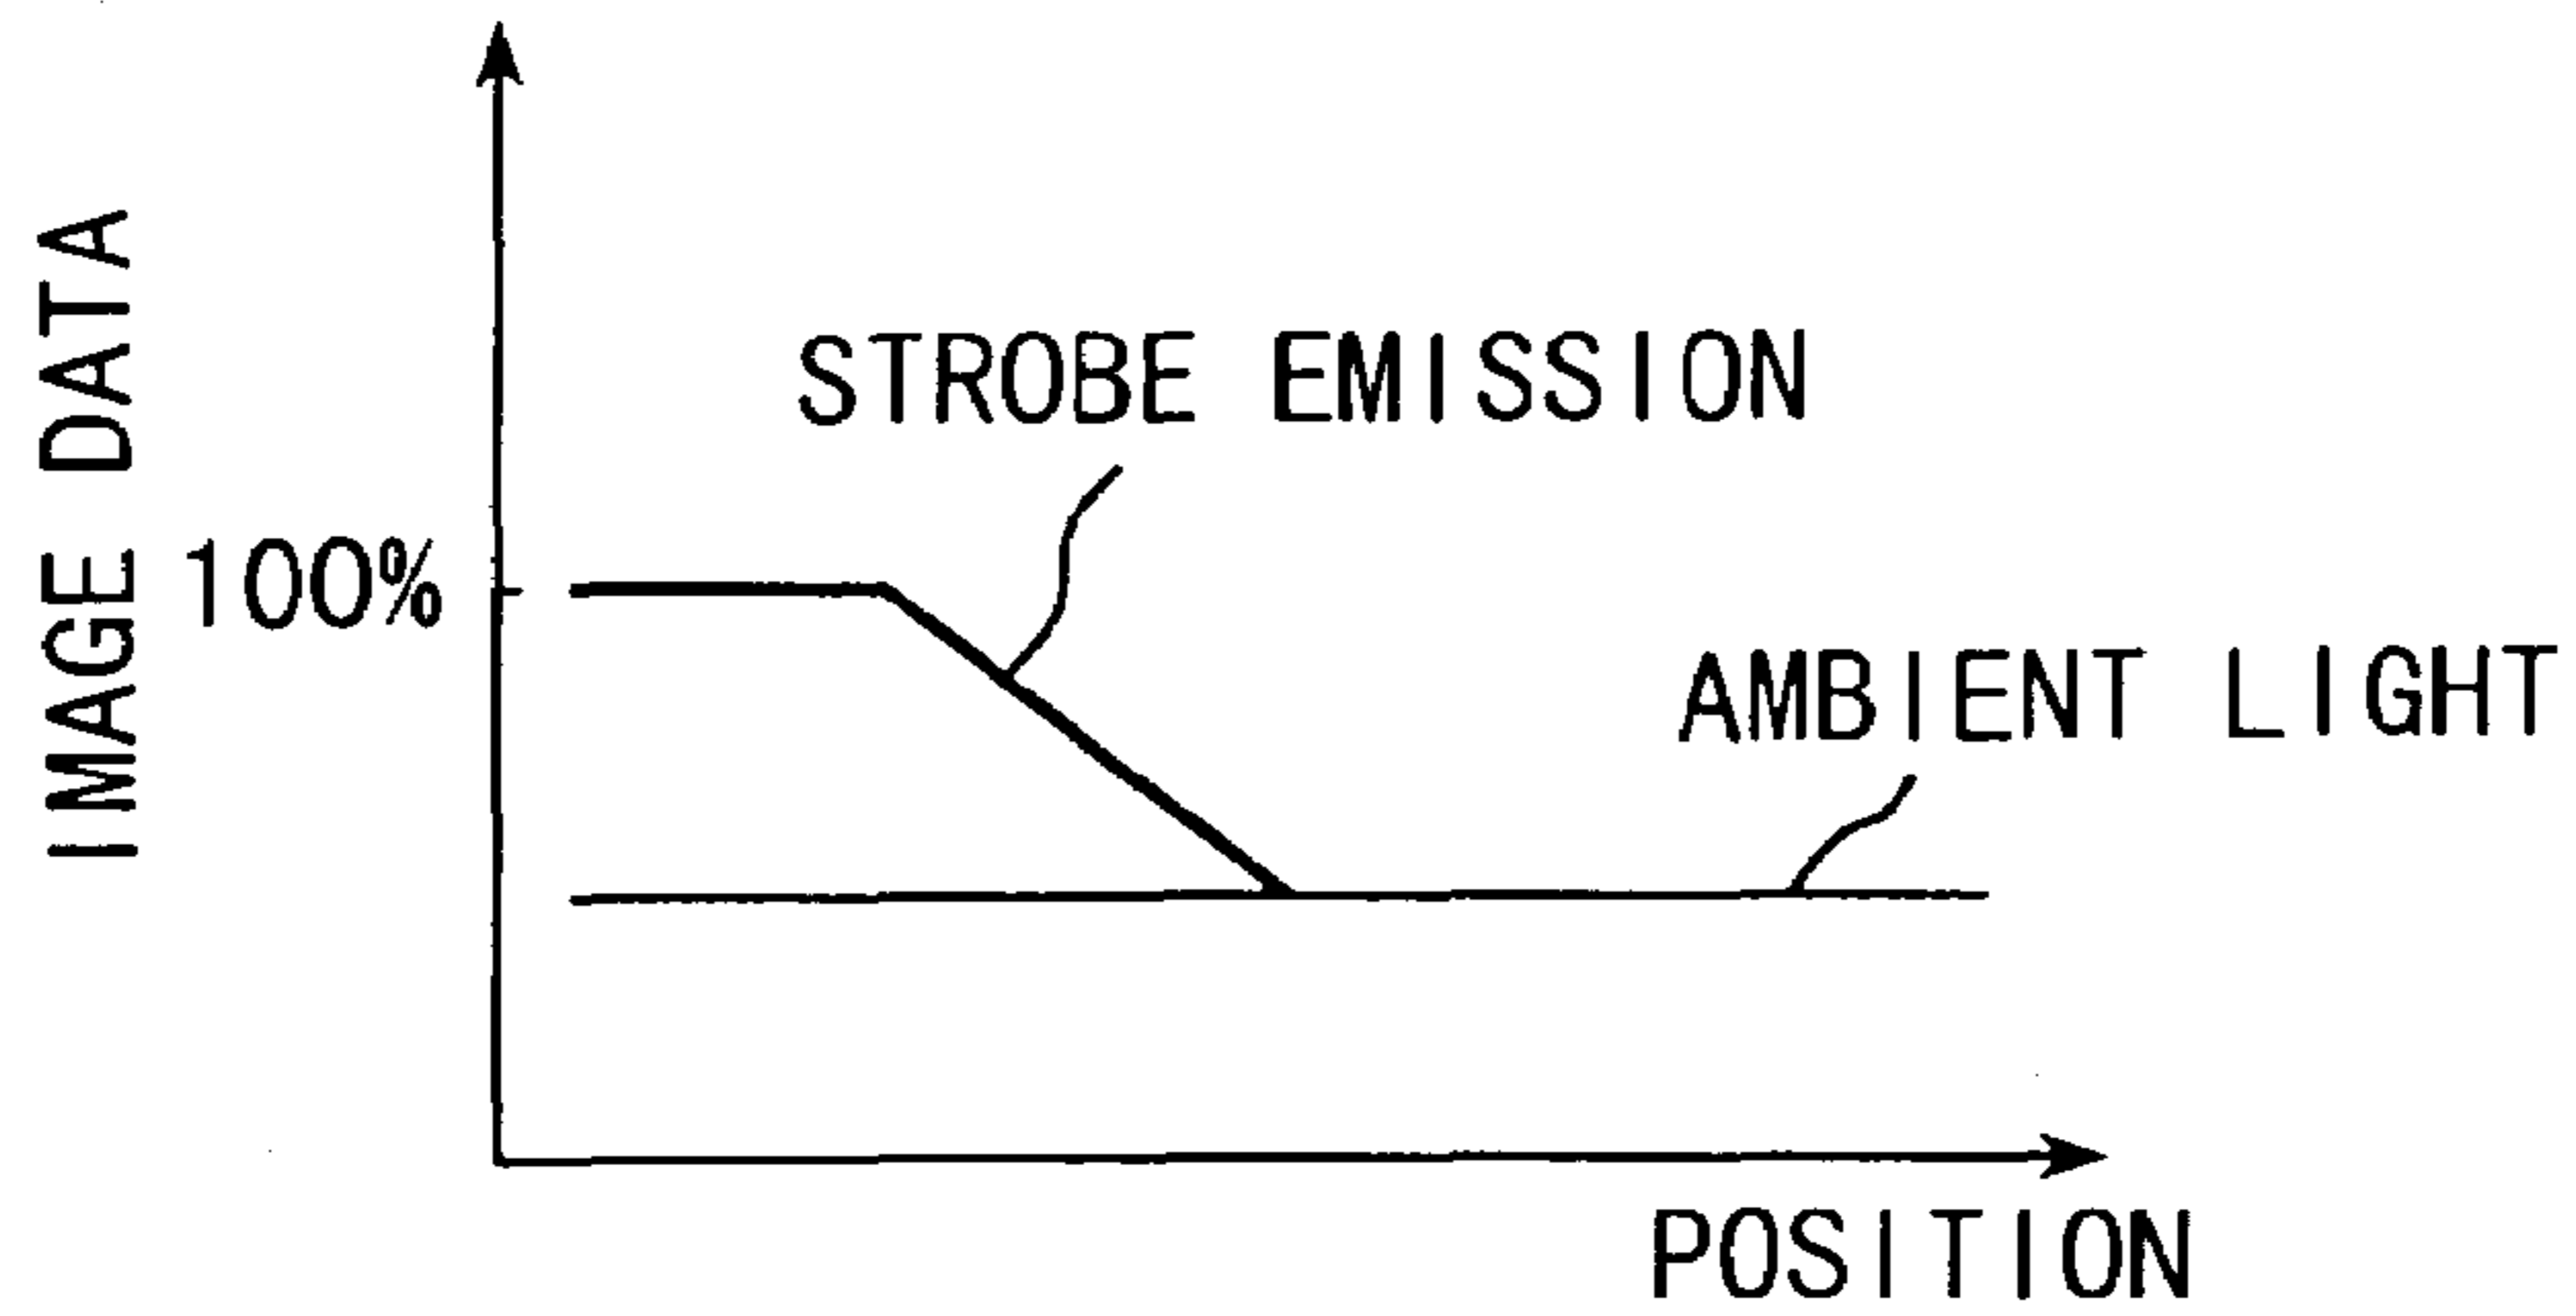 IMAGE DATA
100%
STROBE EMISSION
AMBIENT LIGHT
POSITION